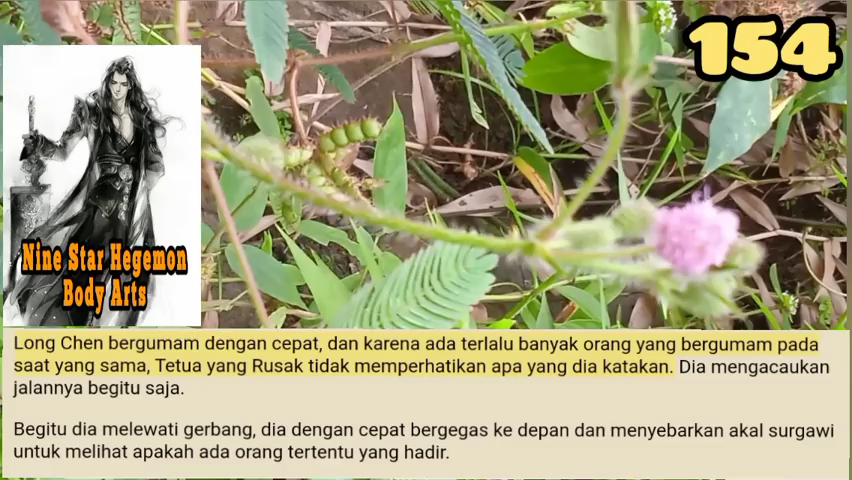 154
Nine Star Hegemon
Body Arts
Long Chen bergumam dengan cepat, dan karena ada terlalu banyak orang yang bergumam pada
saat yang sama, Tetua yang Rusak tidak memperhatikan apa yang dia katakan. Dia mengacaukan
jalannya begitu saja.
Begitu dia melewati gerbang, dia dengan cepat bergegas ke depan dan menyebarkan akal surgawi
untuk melihat apakah ada orang tertentu yang hadir.